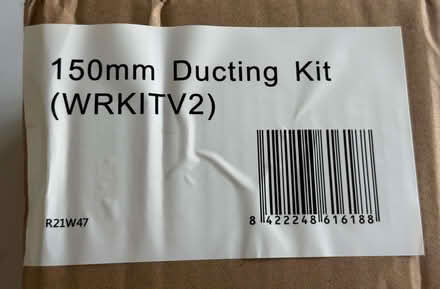 150mm Ducting Kit
(WRKITV2)
R21W47
8 422248 616188